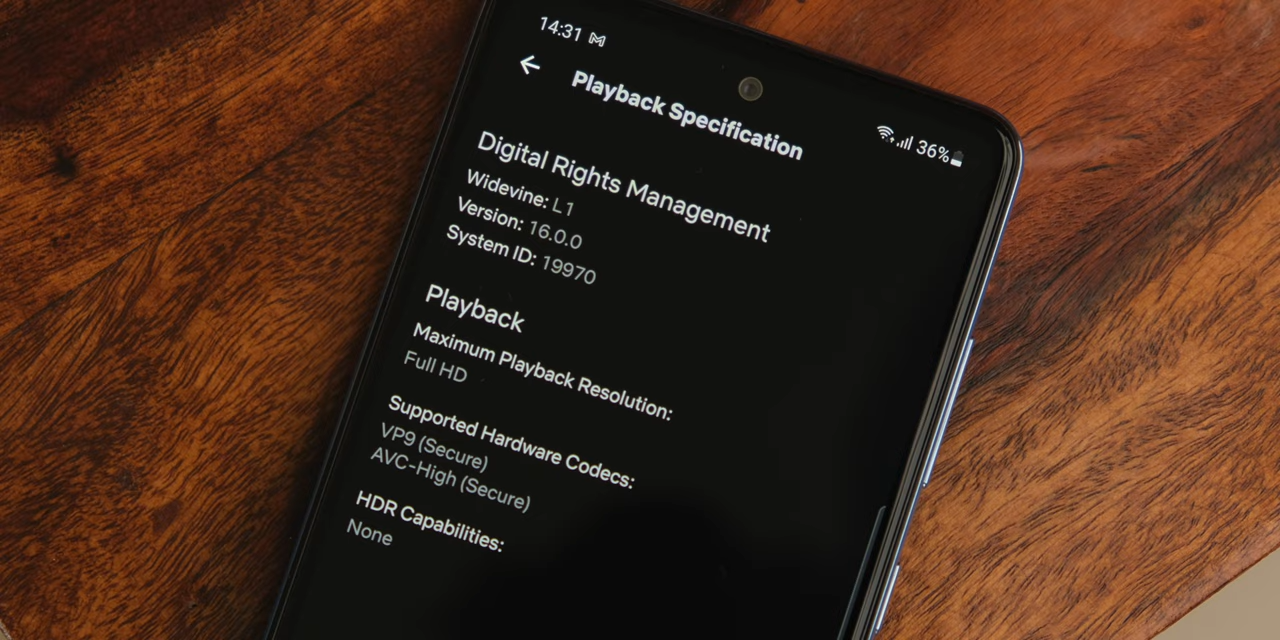 14:31
36%
Playback Specification
Digital Rights Management
Widevine: L1
Version: 16.0.0
System ID: 19970
Playback
Maximum Playback Resolution:
Full HD
Supported Hardware Codecs:
VP9 (Secure)
AVC-High (Secure)
HDR Capabilities:
None